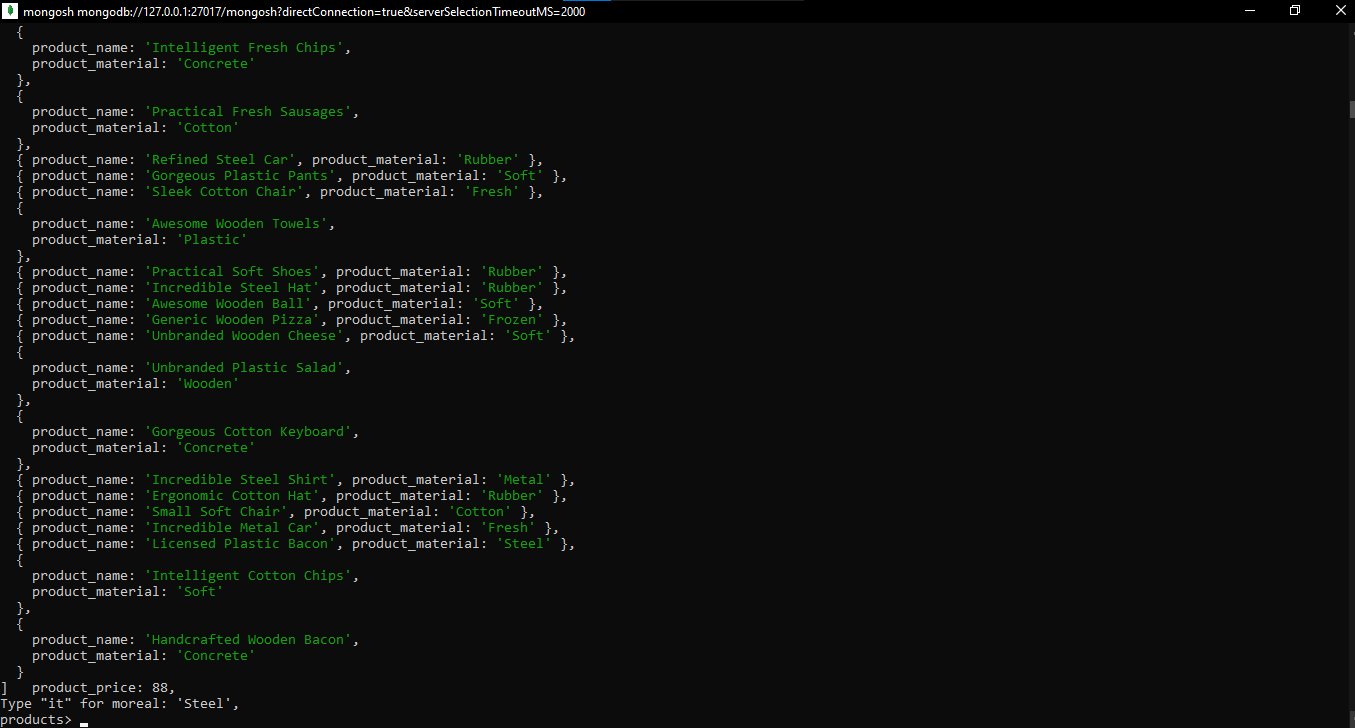 mongosh mongodb://127.0.0.1:27017/mongosh?directConnection=true&serverSelectionTimeoutMS=2000
{
product_name: 'Intelligent Fresh Chips',
product_material: 'Concrete'
},
{
product_name: 'Practical Fresh Sausages',
product_material: 'Cotton'
},
{ product_name: 'Refined Steel Car', product_material: 'Rubber' },
{ product_name: 'Gorgeous Plastic Pants', product_material: 'Soft' },
{ product_name: 'Sleek Cotton Chair', product_material: 'Fresh' },
{
product_name: 'Awesome Wooden Towels',
product_material: 'Plastic'
},
{ product_name: 'Practical Soft Shoes', product_material: 'Rubber' },
{ product_name: 'Incredible Steel Hat', product_material: 'Rubber' },
{ product_name: 'Awesome Wooden Ball', product_material: 'Soft' },
{ product_name: 'Generic Wooden Pizza', product_material: 'Frozen' },
{ product_name: 'Unbranded Wooden Cheese', product_material: 'Soft' },
{
product_name: 'Unbranded Plastic Salad',
product_material: 'Wooden'
},
{
product_name: 'Gorgeous Cotton Keyboard',
product_material: 'Concrete'
},
{ product_name: 'Incredible Steel Shirt', product_material: 'Metal' },
{ product_name: 'Ergonomic Cotton Hat', product_material: 'Rubber' },
{ product_name: 'Small Soft Chair', product_material: 'Cotton' },
{ product_name: 'Incredible Metal Car', product_material: 'Fresh' },
{ product_name: 'Licensed Plastic Bacon', product_material: 'Steel' },
{
product_name: 'Intelligent Cotton Chips',
product_material: 'Soft'
},
{
product_name: 'Handcrafted Wooden Bacon',
product_material: 'Concrete'
}
]   product_price: 88,
Type "it" for moreal: 'Steel',
products>